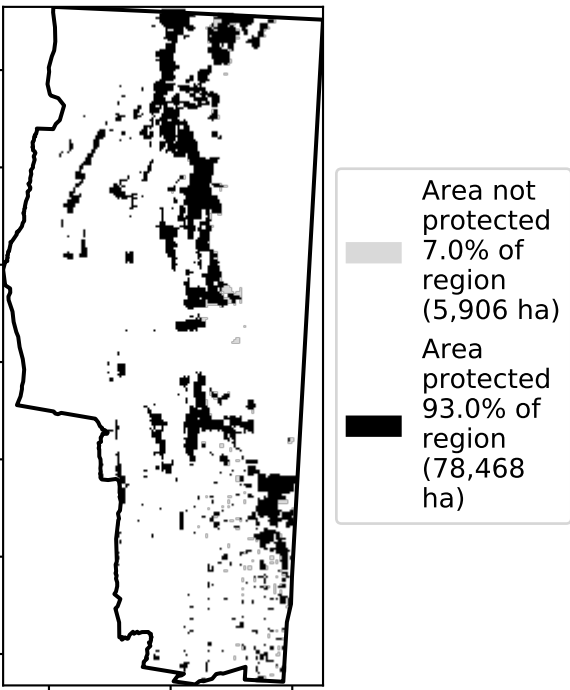 Area not
protected
7.0% of
region
(5,906 ha)
Area
protected
93.0% of
region
(78,468
ha)